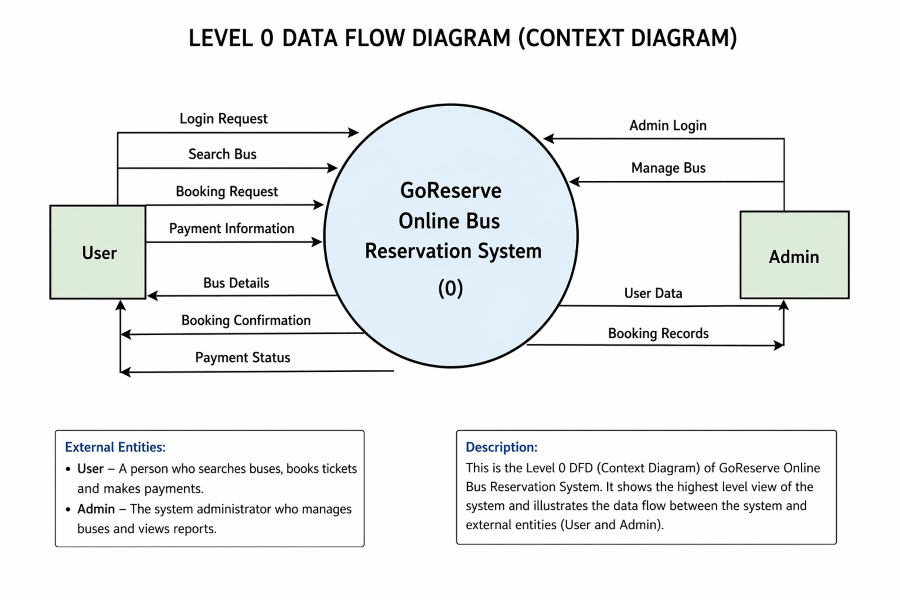 LEVEL 0 DATA FLOW DIAGRAM (CONTEXT DIAGRAM)
Login Request
Search Bus
Booking Request
Payment Information
Bus Details
Booking Confirmation
Payment Status
User
GoReserve
Online Bus
Reservation System
(0)
Admin Login
Manage Bus
User Data
Booking Records
Admin
External Entities:
• User – A person who searches buses, books tickets
and makes payments.
• Admin – The system administrator who manages
buses and views reports.
Description:
This is the Level 0 DFD (Context Diagram) of GoReserve Online
Bus Reservation System. It shows the highest level view of the
system and illustrates the data flow between the system and
external entities (User and Admin).